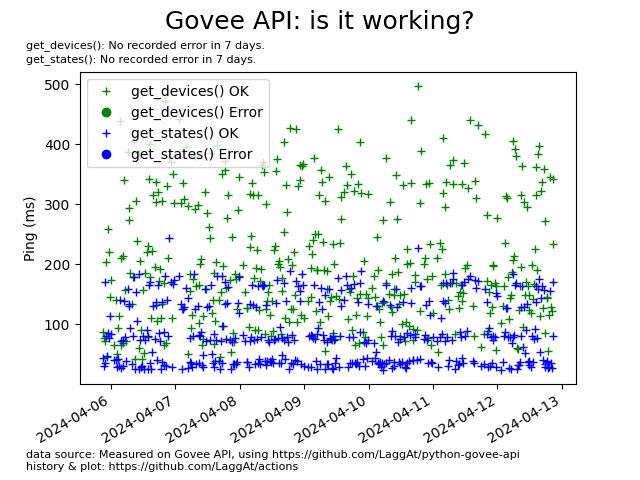 Govee API: is it working?
get_devices(): No recorded error in 7 days.
get_states(): No recorded error in 7 days.
get_devices() OK
get_devices() Error
get_states() OK
get_states() Error
Ping (ms)
500
400
300
200
100
2024-04-06
2024-04-07
2024-04-08
2024-04-09
2024-04-10
2024-04-11
2024-04-12
2024-04-13
data source: Measured on Govee API, using https://github.com/LaggAt/python-govee-api
history & plot: https://github.com/LaggAt/actions